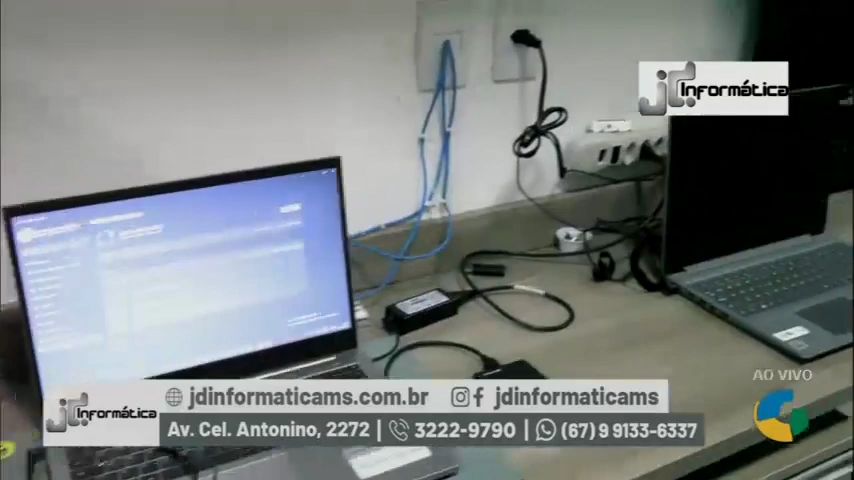 JD Informática
AO VIVO
JD Informática
jdinformaticams.com.br
jdinformaticams
Av. Cel. Antonino, 2272 | 3222-9790 | (67) 9 9133-6337